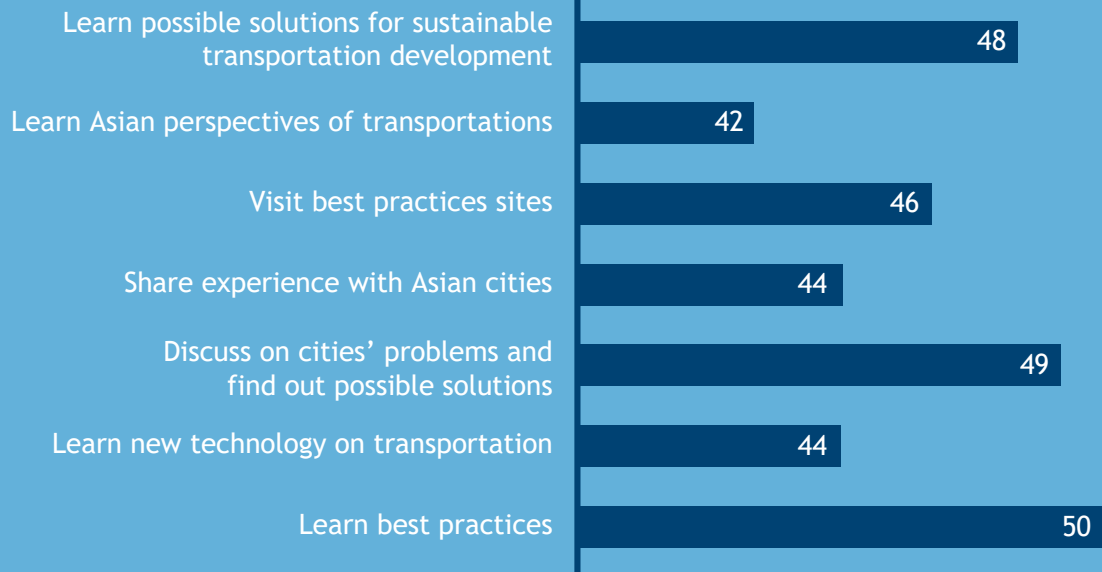 Learn possible solutions for sustainable
transportation development
48
Learn Asian perspectives of transportations
42
Visit best practices sites
46
Share experience with Asian cities
44
Discuss on cities’ problems and
find out possible solutions
49
Learn new technology on transportation
44
Learn best practices
50